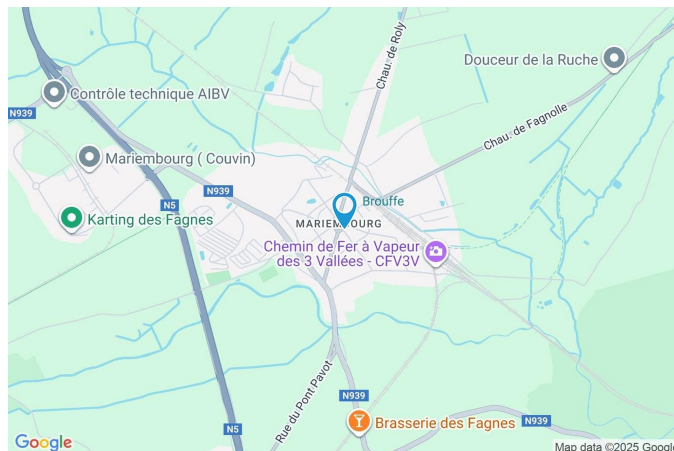 Chau. de Roly
Douceur de la Ruche
Contrôle technique AIBV
N939
Chau. de Fagnolle
Mariembourg ( Couvin)
N5
N939
Brouffe
Karting des Fagnes
MARIEMBOURG
Chemin de Fer à Vapeur
des 3 Vallées - CFV3V
Rue du Pont Pavot
N939
N5
Brasserie des Fagnes
N939
Google
Map data ©2025 Google